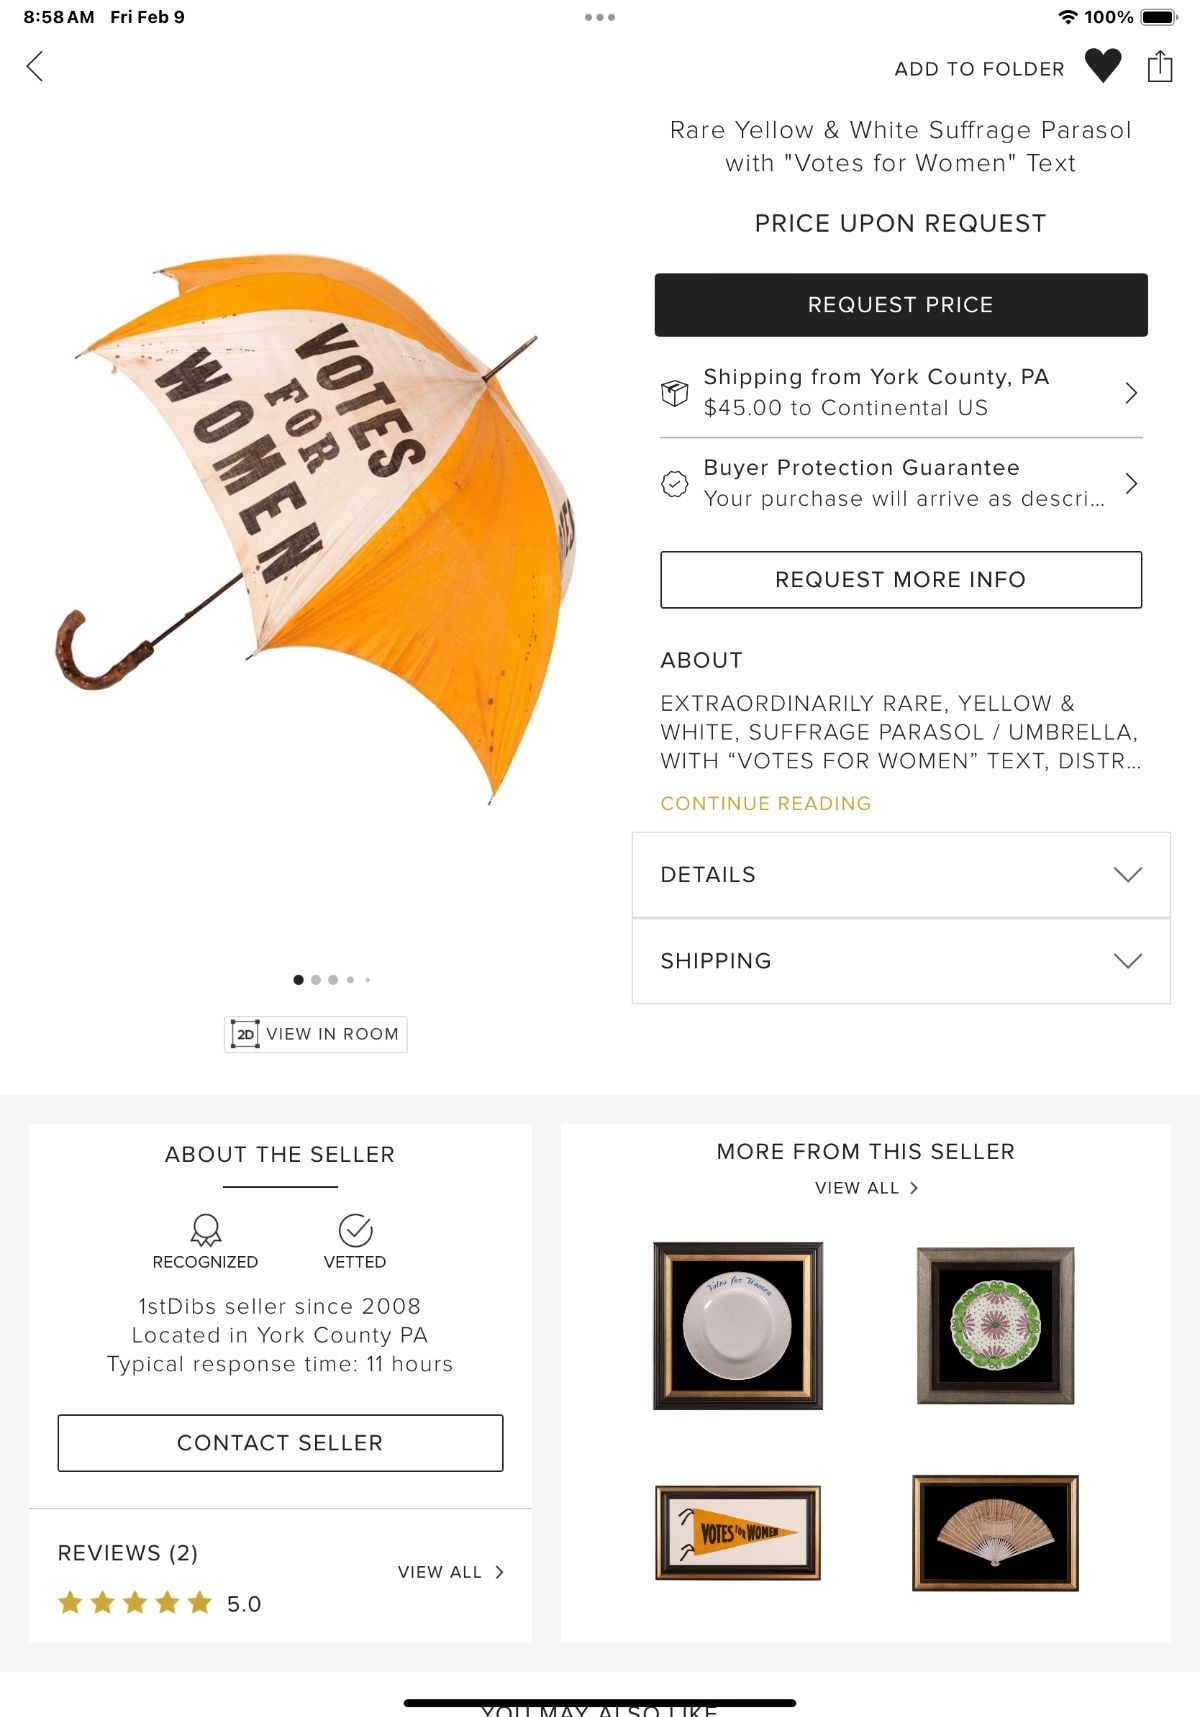 8:58 AM Fri Feb 9
100%
ADD TO FOLDER
Rare Yellow & White Suffrage Parasol
with "Votes for Women" Text
PRICE UPON REQUEST
REQUEST PRICE
VOTES
FOR
WOMEN
Shipping from York County, PA
$45.00 to Continental US
Buyer Protection Guarantee
Your purchase will arrive as descri...
REQUEST MORE INFO
ABOUT
EXTRAORDINARILY RARE, YELLOW &
WHITE, SUFFRAGE PARASOL / UMBRELLA,
WITH “VOTES FOR WOMEN” TEXT, DISTR...
CONTINUE READING
DETAILS
SHIPPING
2D VIEW IN ROOM
ABOUT THE SELLER
RECOGNIZED
VETTED
1stDibs seller since 2008
Located in York County PA
Typical response time: 11 hours
CONTACT SELLER
REVIEWS (2)
VIEW ALL
5.0
MORE FROM THIS SELLER
VIEW ALL
Votes for Women
VOTES FOR WOMEN
YOU MAY ALSO LIKE